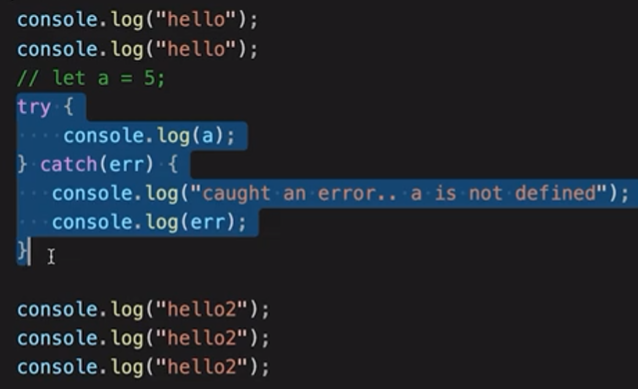 console.log("hello");
console.log("hello");
// let a = 5;
try {
    console.log(a);
} catch(err) {
   console.log("caught an error.. a is not defined");
   console.log(err);
}
console.log("hello2");
console.log("hello2");
console.log("hello2");